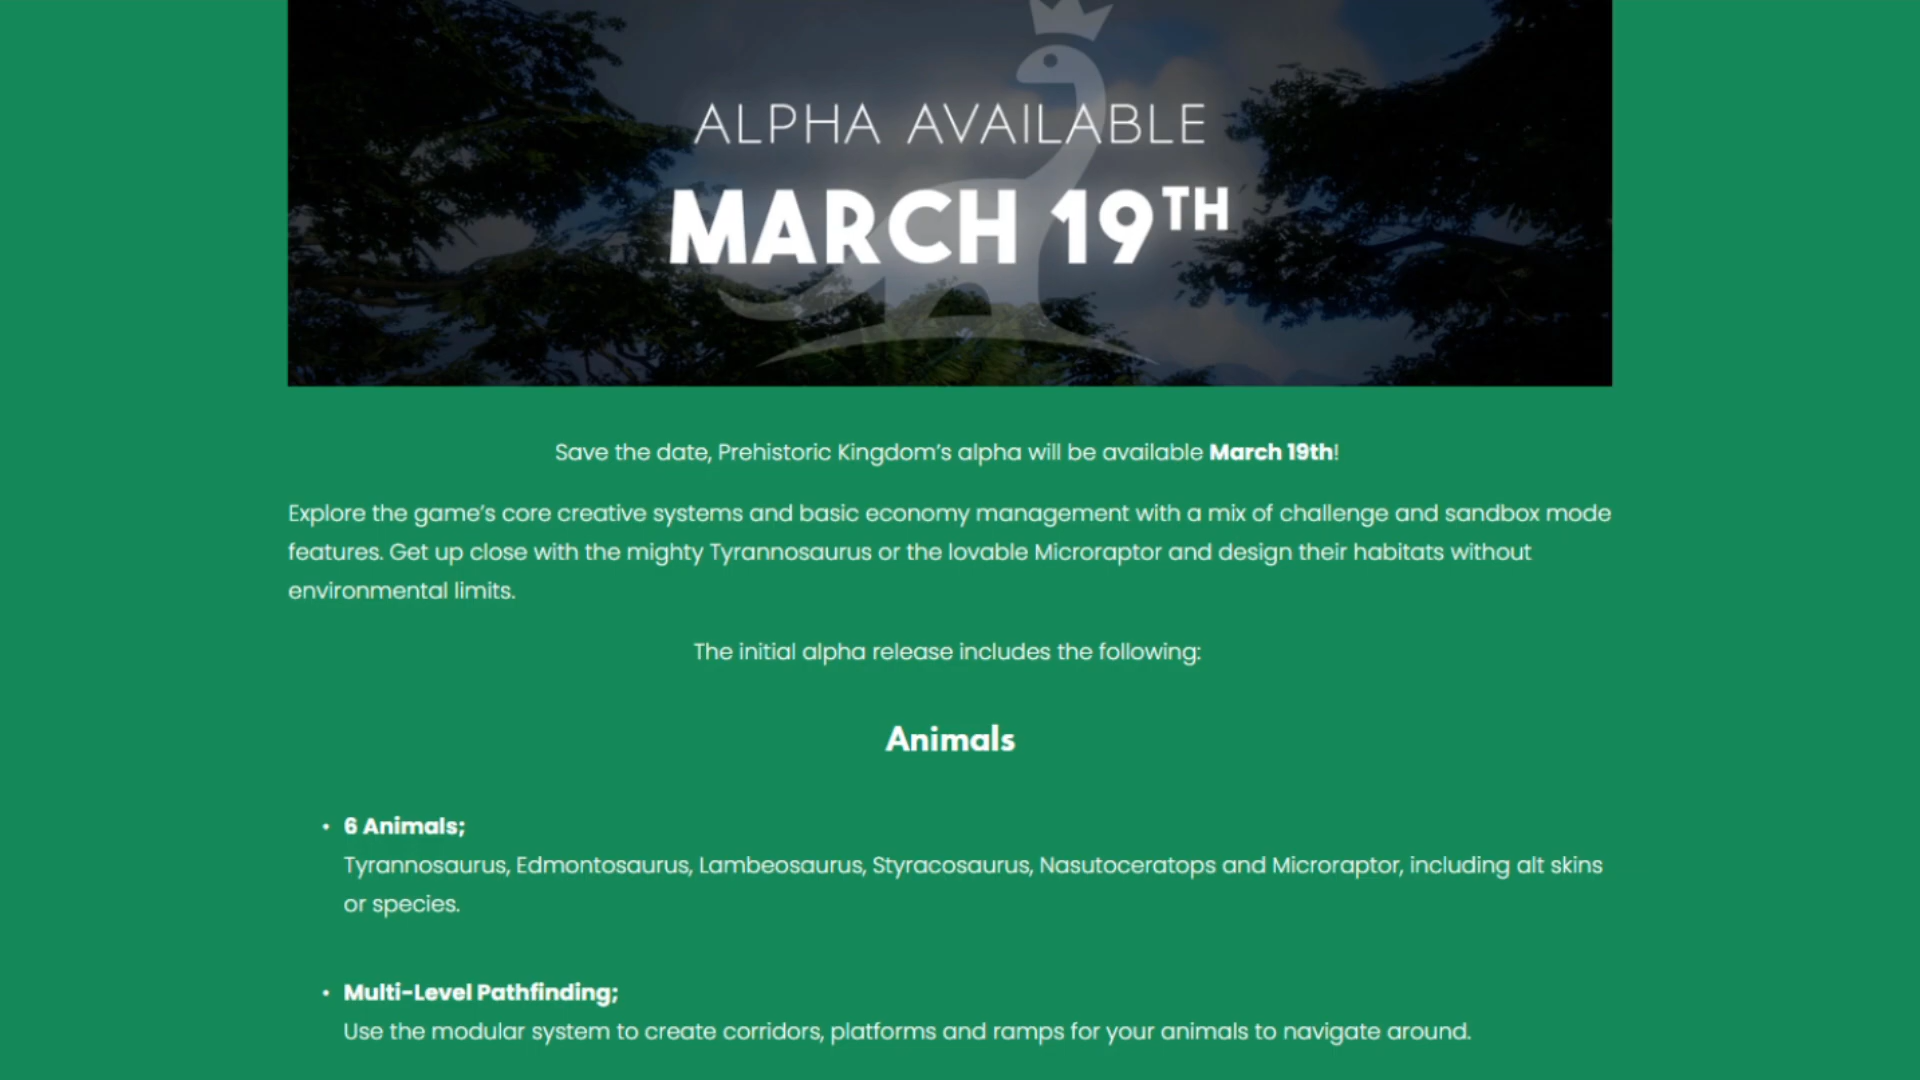 ALPHA AVAILABLE
MARCH 19TH
Save the date, Prehistoric Kingdom’s alpha will be available March 19th!
Explore the game’s core creative systems and basic economy management with a mix of challenge and sandbox mode
features. Get up close with the mighty Tyrannosaurus or the lovable Microraptor and design their habitats without
environmental limits.
The initial alpha release includes the following:
Animals
• 6 Animals;
Tyrannosaurus, Edmontosaurus, Lambeosaurus, Styracosaurus, Nasutoceratops and Microraptor, including alt skins
or species.
• Multi-Level Pathfinding;
Use the modular system to create corridors, platforms and ramps for your animals to navigate around.